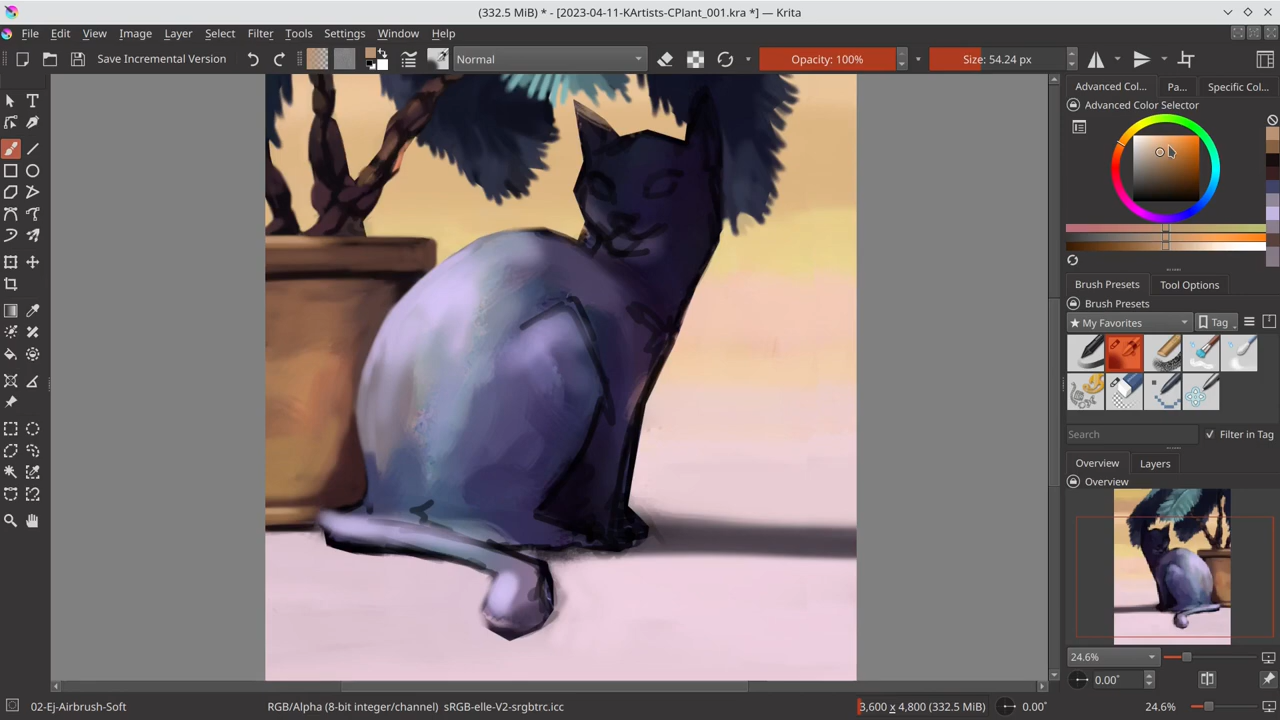 (332.5 MiB) * - [2023-04-11-KArtists-CPlant_001.kra *] — Krita
File Edit View Image Layer Select Filter Tools Settings Window Help
Save Incremental Version Normal Opacity: 100% Size: 54.24 px
Advanced Col... Pa... Specific Col...
Advanced Color Selector
Brush Presets Tool Options
Brush Presets
★ My Favorites Tag
Search Filter in Tag
Overview Layers
Overview
24.6%
0.00°
02-Ej-Airbrush-Soft RGB/Alpha (8-bit integer/channel) sRGB-elle-V2-srgbtrc.icc 3,600 x 4,800 (332.5 MiB) 0.00° 24.6%